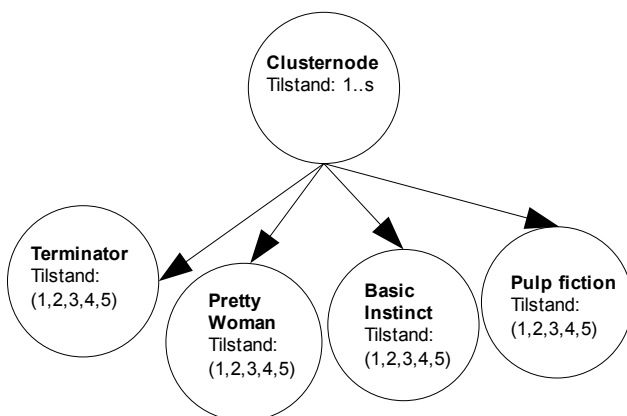 Clusternode
Tilstand: 1..s
Terminator
Tilstand:
(1,2,3,4,5)
Pretty
Woman
Tilstand:
(1,2,3,4,5)
Basic
Instinct
Tilstand:
(1,2,3,4,5)
Pulp fiction
Tilstand:
(1,2,3,4,5)